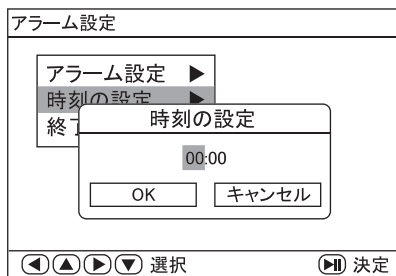 アラーム設定
アラーム設定 ▶
時刻の設定 ▶
終
時刻の設定
00:00
OK キャンセル
選択 決定